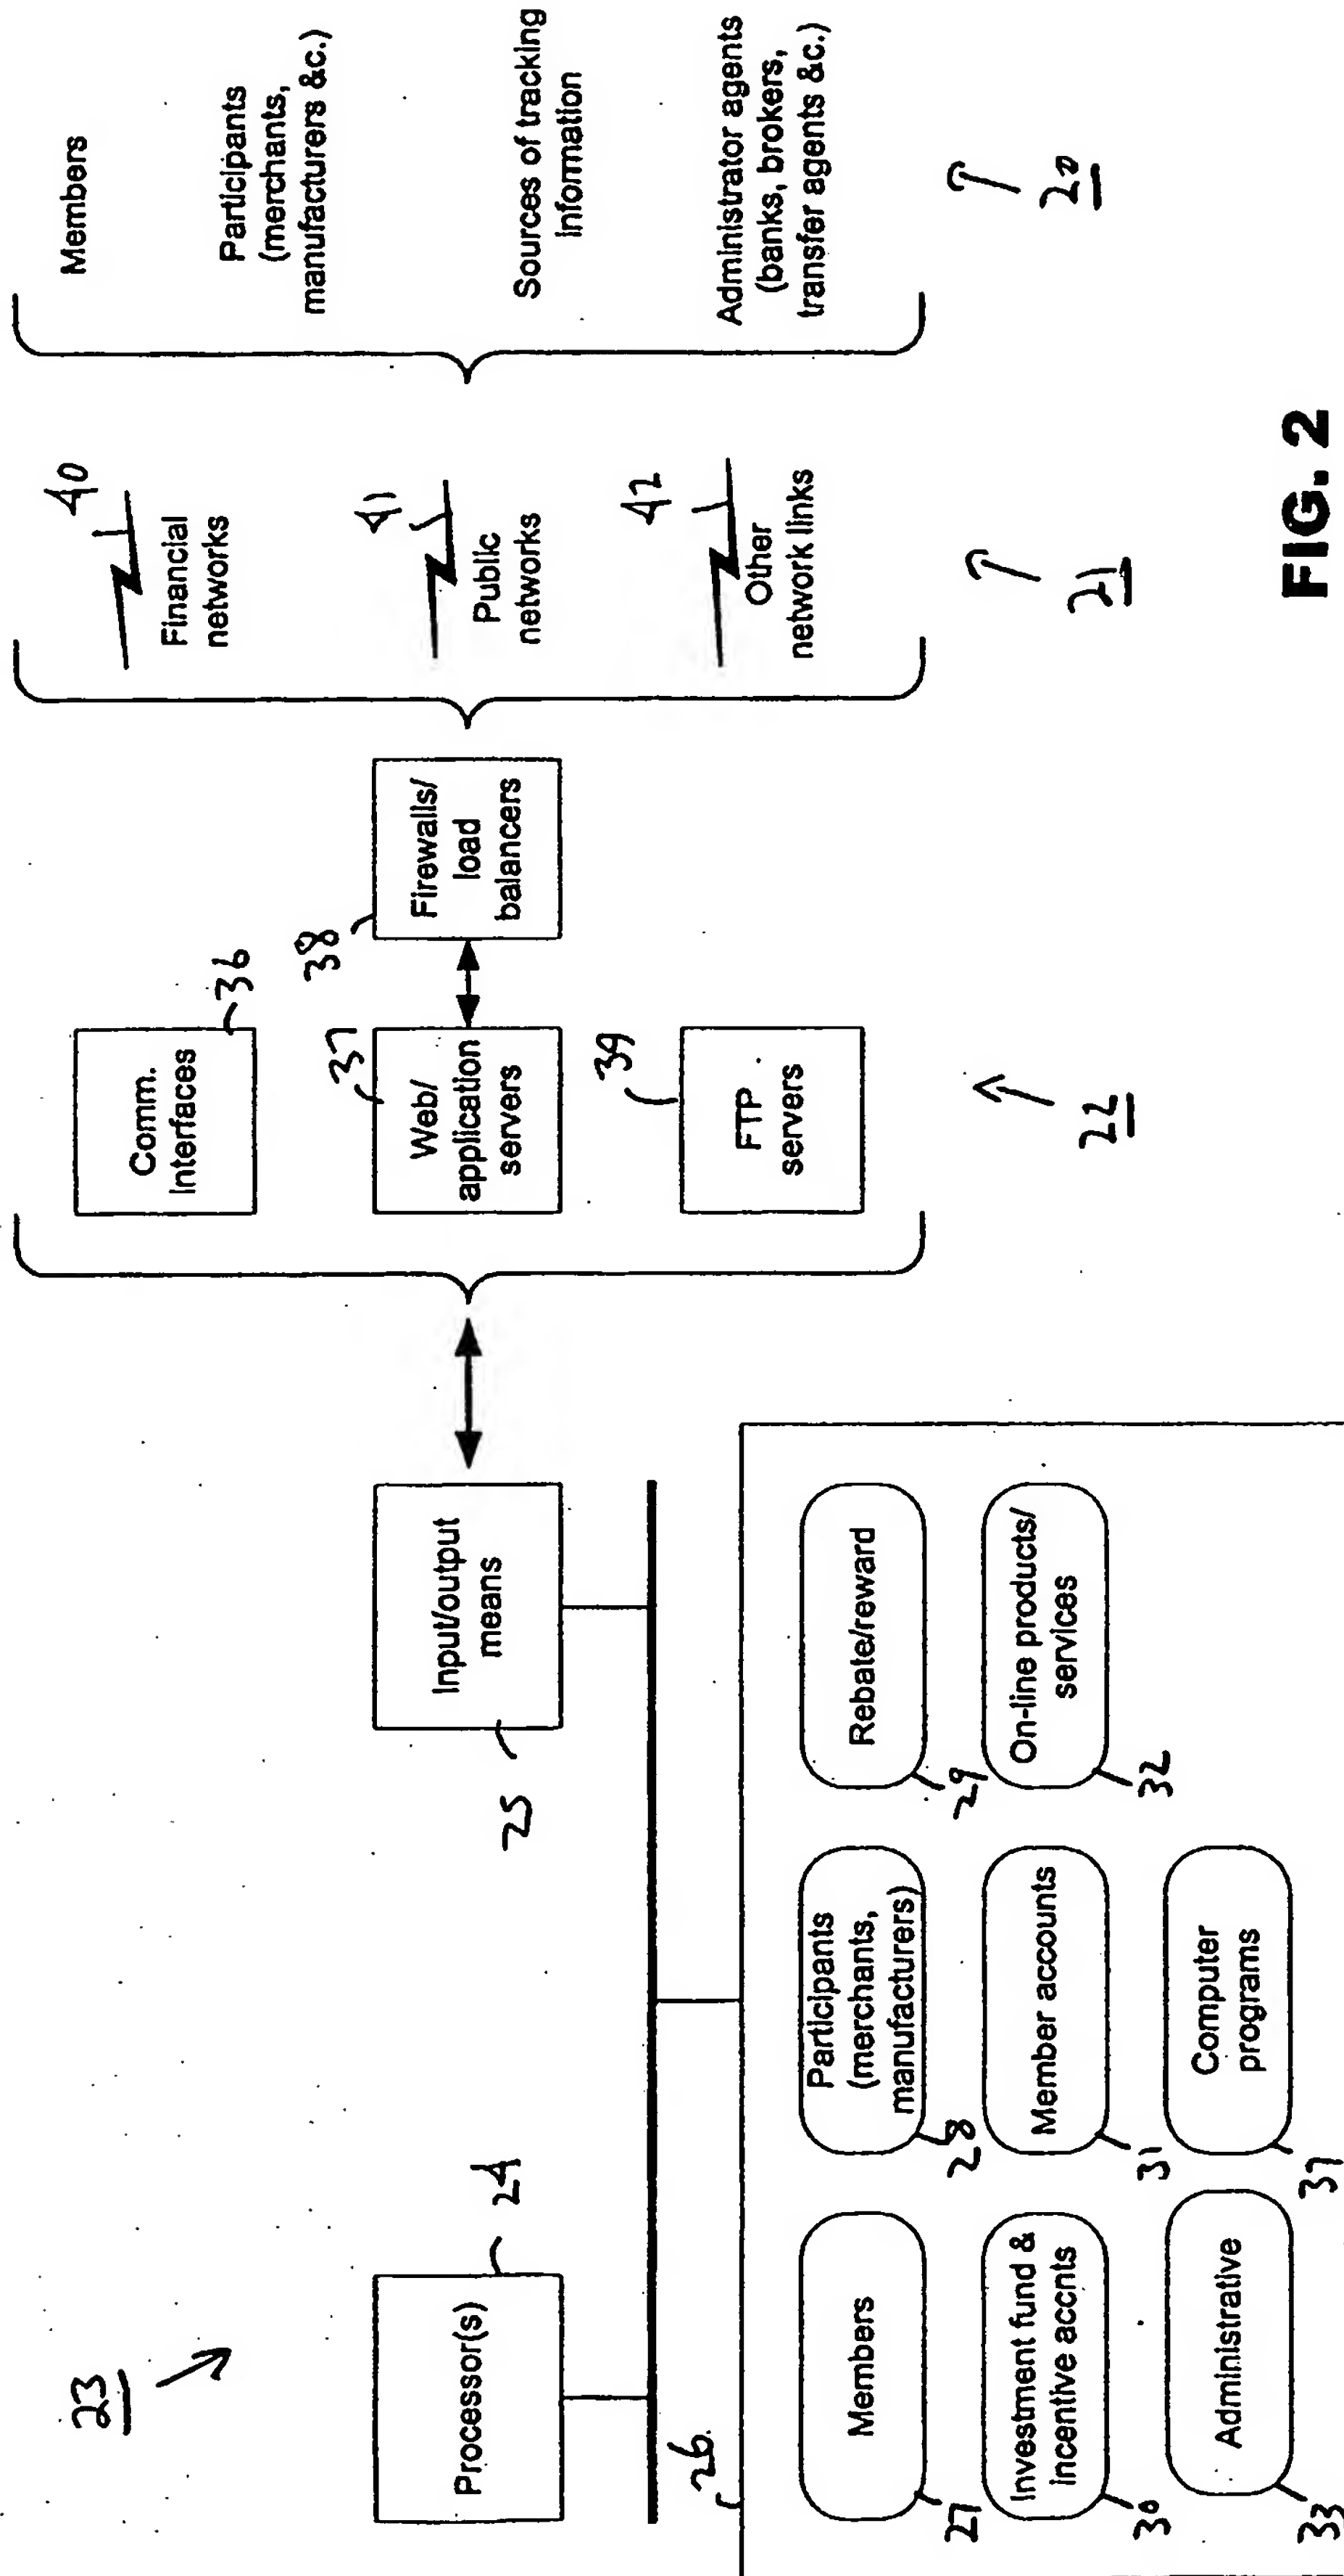 23
Processor(s)
24
Input/output
means
25
26
Members
27
Participants
(merchants,
manufacturers)
28
Rebate/reward
29
Investment fund &
incentive accnts
30
Member accounts
31
On-line products/
services
32
Administrative
33
Computer
programs
37
Comm.
Interfaces
36
Web/
application
servers
37
Firewalls/
load
balancers
38
FTP
servers
39
22
40
Financial
networks
41
Public
networks
42
Other
network links
21
Members
Participants
(merchants,
manufacturers &c.)
Sources of tracking
information
Administrator agents
(banks, brokers,
transfer agents &c.)
20
FIG. 2